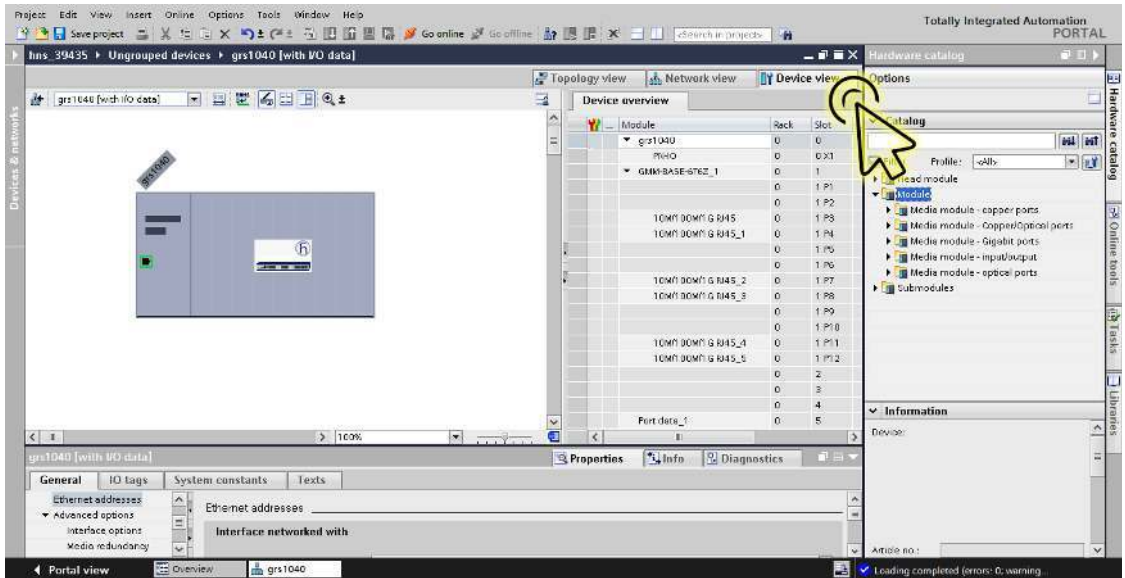 Project Edit View Insert Online Options Tools Window Help
Totally Integrated Automation
PORTAL
Save project
Go online
Go offline
<Search in project>
hns_39435 ▸ Ungrouped devices ▸ grs1040 [with I/O data]
Hardware catalog
Topology view
Network view
Device view
Options
grs1040 [with I/O data]
Device overview
Module Rack Slot
grs1040 0 0
PN-IO 0 0 X1
GMM-BASE-6T6Z_1 0 1
0 1 P1
0 1 P2
10M/100M/1G RJ45 0 1 P3
10M/100M/1G RJ45_1 0 1 P4
0 1 P5
0 1 P6
10M/100M/1G RJ45_2 0 1 P7
10M/100M/1G RJ45_3 0 1 P8
0 1 P9
0 1 P10
10M/100M/1G RJ45_4 0 1 P11
10M/100M/1G RJ45_5 0 1 P12
0 2
0 3
0 4
Port data_1 0 5
grs1040
100%
Catalog
Profile: <All>
Head module
Module
Media module - copper ports
Media module - Copper/Optical ports
Media module - Gigabit ports
Media module - input/output
Media module - optical ports
Submodules
Information
Device:
Article no.:
Devices & networks
Hardware catalog
Online tools
Tasks
Libraries
grs1040 [with I/O data]
Properties
Info
Diagnostics
General
IO tags
System constants
Texts
Ethernet addresses
Advanced options
Interface options
Media redundancy
Ethernet addresses
Interface networked with
Portal view
Overview
grs1040
Loading completed (errors: 0; warning...